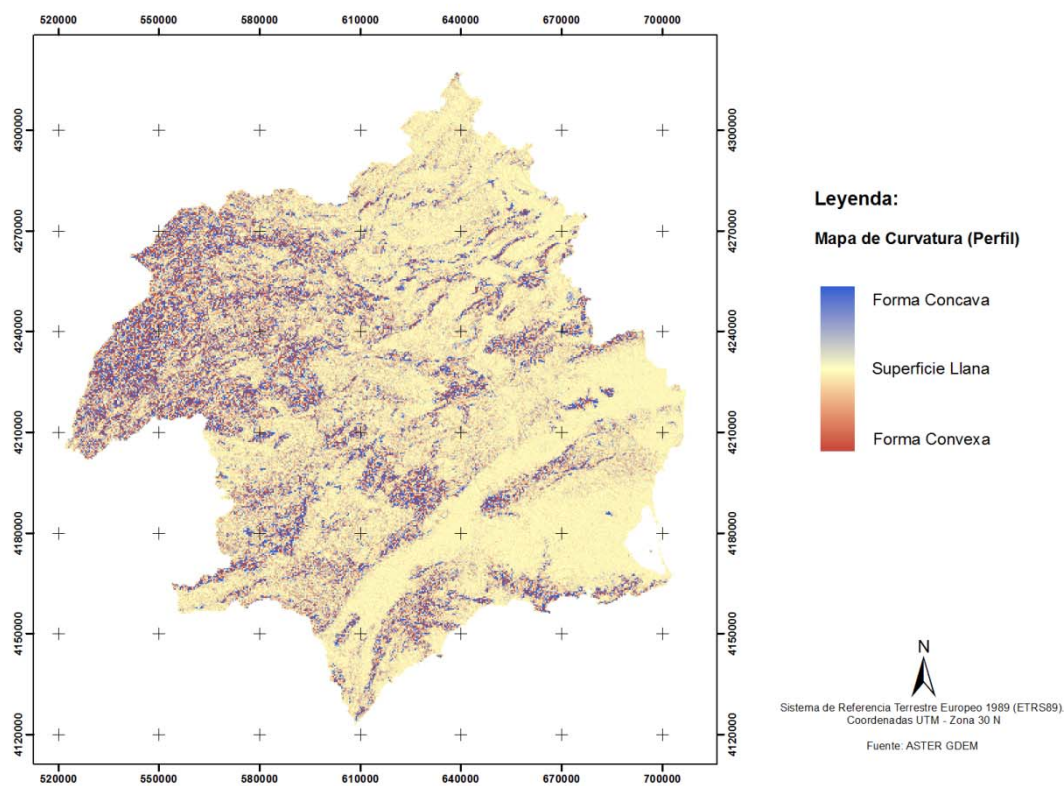 520000 550000 580000 610000 640000 670000 700000
4300000 4300000
4270000 4270000
4240000 4240000
4210000 4210000
4180000 4180000
4150000 4150000
4120000 4120000
520000 550000 580000 610000 640000 670000 700000
Leyenda:
Mapa de Curvatura (Perfil)
Forma Concava
Superficie Llana
Forma Convexa
N
Sistema de Referencia Terrestre Europeo 1989 (ETRS89).
Coordenadas UTM - Zona 30 N
Fuente: ASTER GDEM